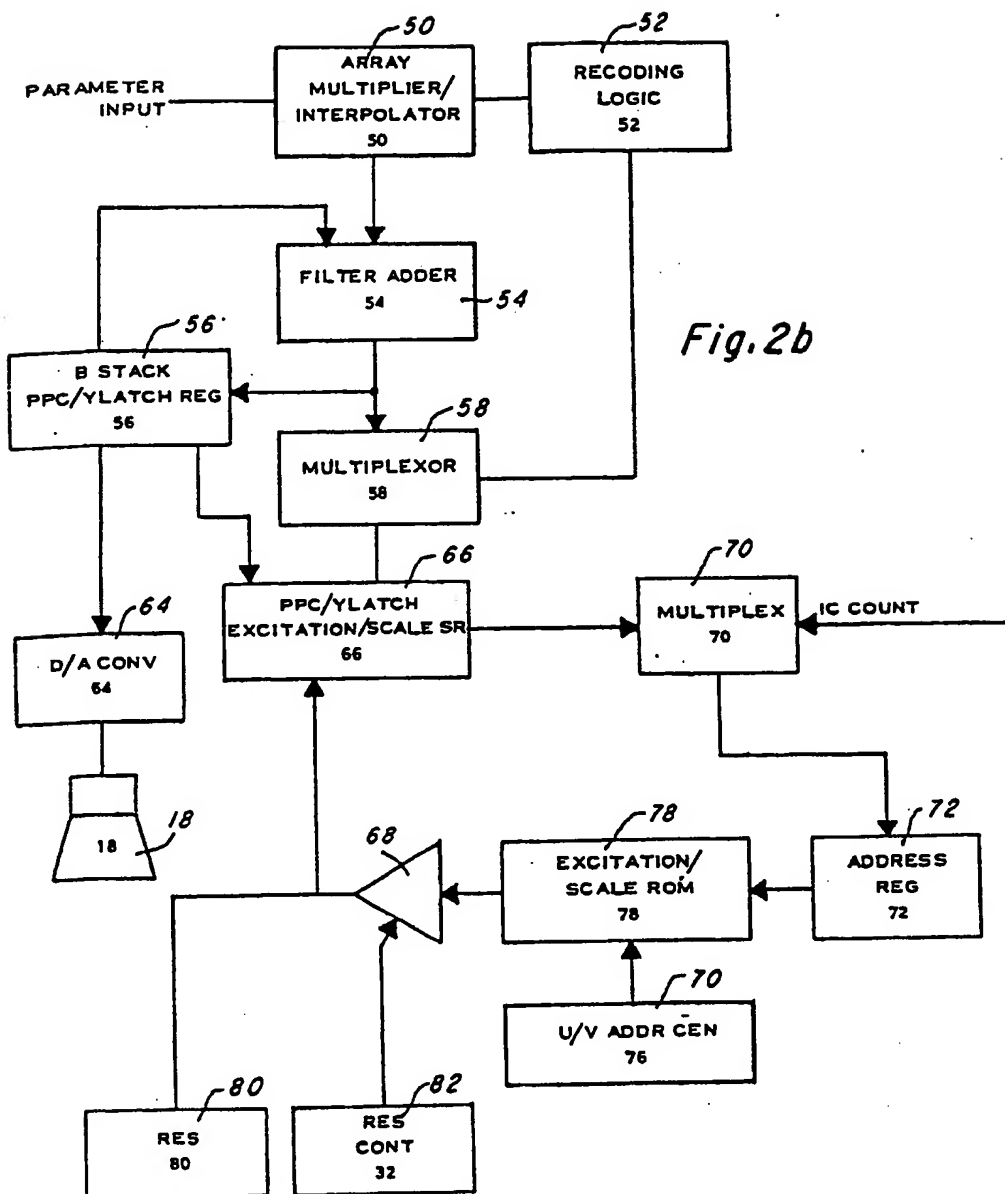 50
52
PARAMETER
INPUT
ARRAY
MULTIPLIER/
INTERPOLATOR
50
RECODING
LOGIC
52
FILTER ADDER
54
54
Fig. 2b
56
B STACK
PPC/YLATCH REG
56
58
MULTIPLEXOR
58
66
PPC/YLATCH
EXCITATION/SCALE SR
66
70
MULTIPLEX
70
IC COUNT
64
D/A CONV
64
18
18
68
78
EXCITATION/
SCALE ROM
78
72
ADDRESS
REG
72
70
U/V ADDR CEN
76
80
RES
80
82
RES
CONT
32